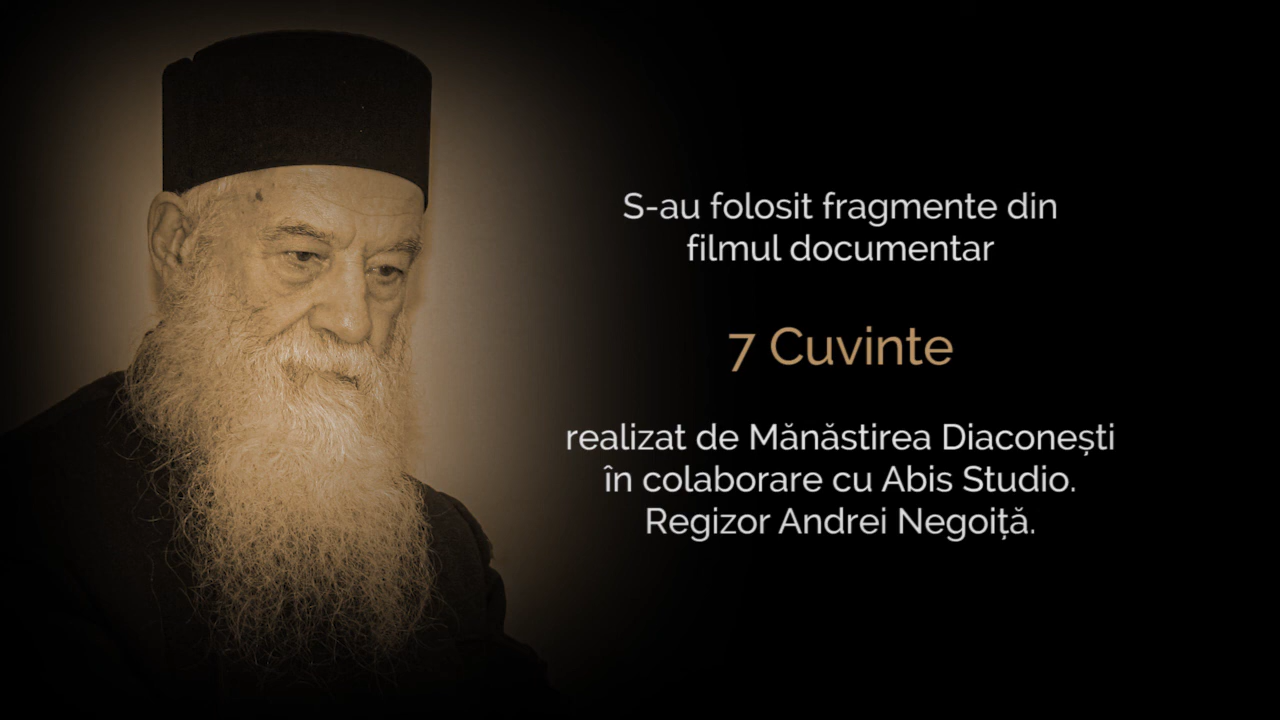 S-au folosit fragmente din
filmul documentar
7 Cuvinte
realizat de Mănăstirea Diaconești
în colaborare cu Abis Studio.
Regizor Andrei Negoiță.